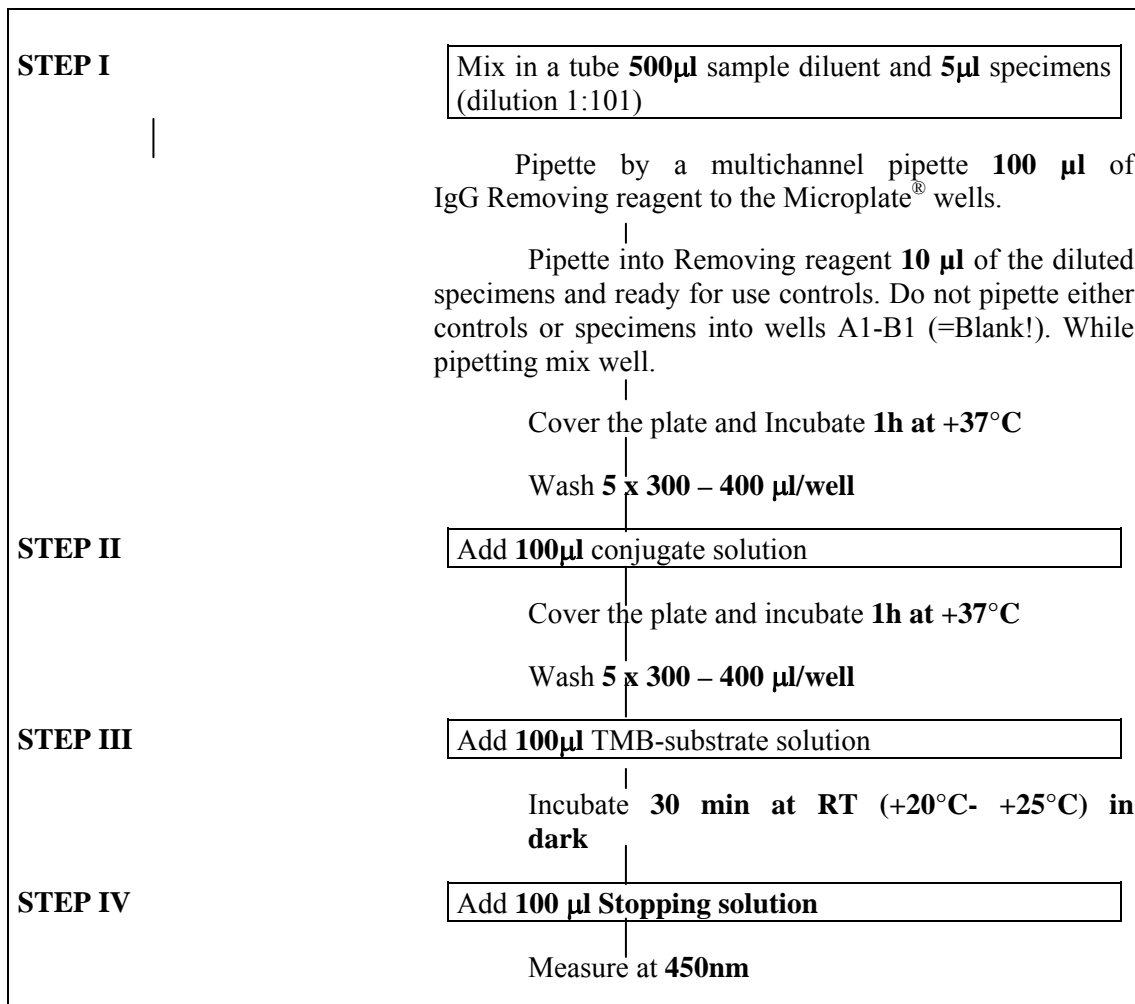 STEP I
Mix in a tube 500μl sample diluent and 5μl specimens
(dilution 1:101)
Pipette by a multichannel pipette 100 µl of
IgG Removing reagent to the Microplate® wells.
Pipette into Removing reagent 10 µl of the diluted
specimens and ready for use controls. Do not pipette either
controls or specimens into wells A1-B1 (=Blank!). While
pipetting mix well.
Cover the plate and Incubate 1h at +37°C
Wash 5 x 300 – 400 μl/well
STEP II
Add 100μl conjugate solution
Cover the plate and incubate 1h at +37°C
Wash 5 x 300 – 400 μl/well
STEP III
Add 100μl TMB-substrate solution
Incubate 30 min at RT (+20°C- +25°C) in
dark
STEP IV
Add 100 μl Stopping solution
Measure at 450nm